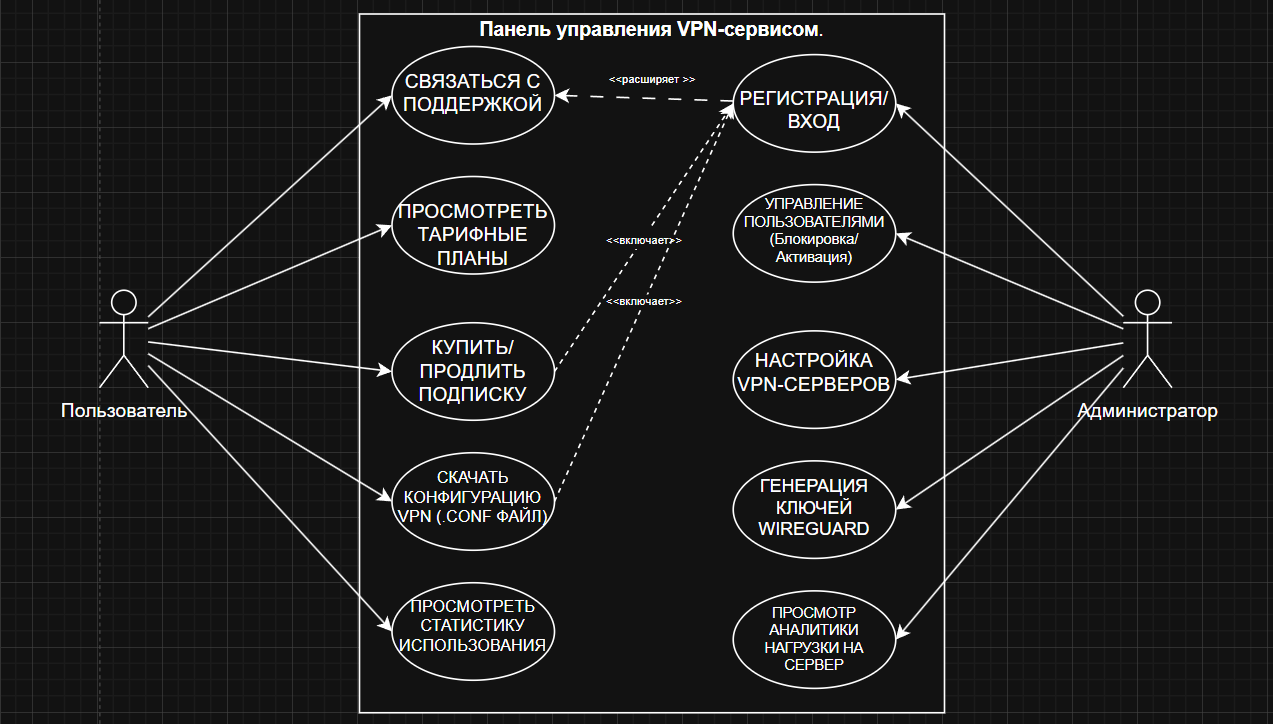 Панель управления VPN-сервисом.
СВЯЗАТЬСЯ С
ПОДДЕРЖКОЙ
<<расширяет >>
РЕГИСТРАЦИЯ/
ВХОД
ПРОСМОТРЕТЬ
ТАРИФНЫЕ
ПЛАНЫ
УПРАВЛЕНИЕ
ПОЛЬЗОВАТЕЛЯМИ
(Блокировка/
Активация)
<<включает>>
<<включает>>
КУПИТЬ/
ПРОДЛИТЬ
ПОДПИСКУ
НАСТРОЙКА
VPN-СЕРВЕРОВ
Пользователь
Администратор
СКАЧАТЬ
КОНФИГУРАЦИЮ
VPN (.CONF ФАЙЛ)
ГЕНЕРАЦИЯ
КЛЮЧЕЙ
WIREGUARD
ПРОСМОТРЕТЬ
СТАТИСТИКУ
ИСПОЛЬЗОВАНИЯ
ПРОСМОТР
АНАЛИТИКИ
НАГРУЗКИ НА
СЕРВЕР